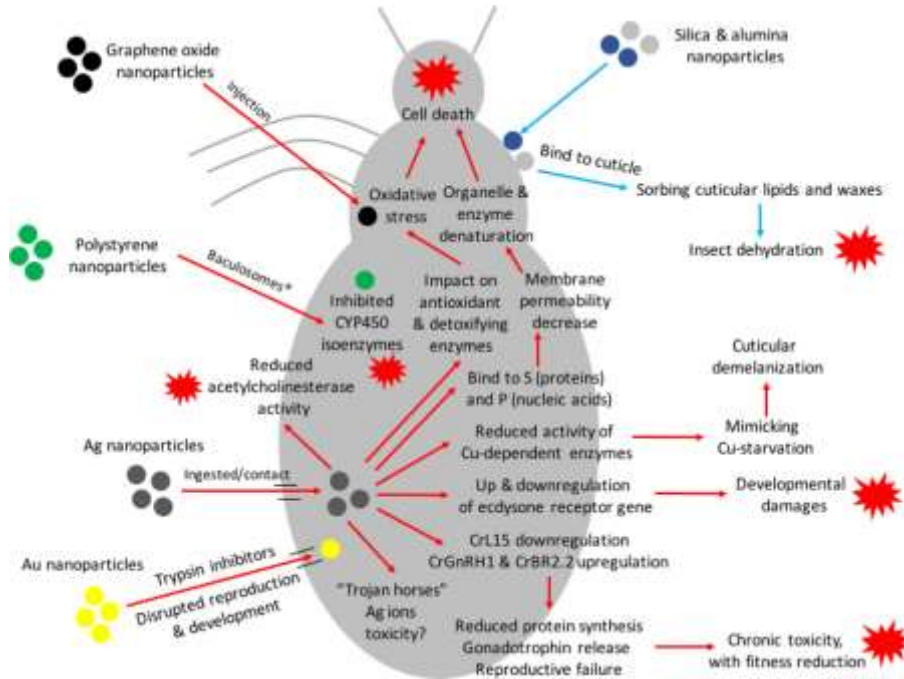 Graphene oxide
nanoparticles
Silica & alumina
nanoparticles
Injection
Cell death
Bind to cuticle
Sorbing cuticular lipids and waxes
Insect dehydration
Oxidative
stress
Organelle &
enzyme
denaturation
Polystyrene
nanoparticles
Baculosomes*
Inhibited
CYP450
isoenzymes
Impact on
antioxidant
& detoxifying
enzymes
Membrane
permeability
decrease
Reduced
acetylcholinesterase
activity
Bind to S (proteins)
and P (nucleic acids)
Cuticular
demelanization
Ag nanoparticles
Ingested/contact
Reduced activity of
Cu-dependent enzymes
Mimicking
Cu-starvation
Up & downregulation
of ecdysone receptor gene
Developmental
damages
Au nanoparticles
Trypsin inhibitors
Disrupted reproduction
& development
CrL15 downregulation
CrGnRH1 & CrBR2.2 upregulation
"Trojan horses"
Ag ions
toxicity?
Reduced protein synthesis
Gonadotrophin release
Reproductive failure
Chronic toxicity,
with fitness reduction